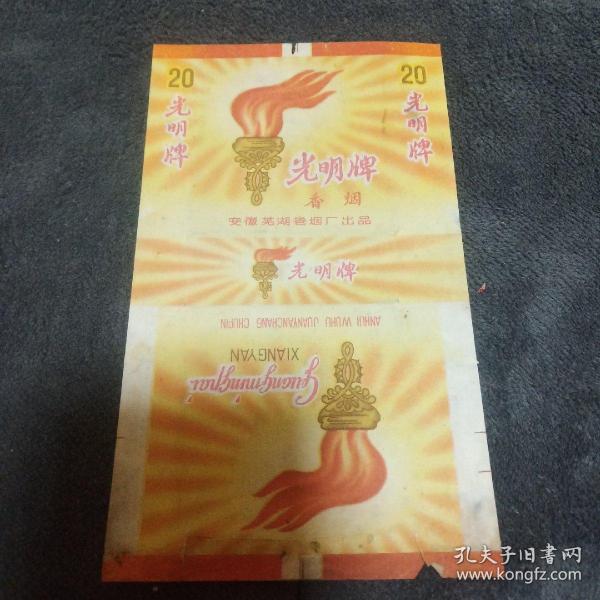 20
光明牌
20
光明牌
光明牌
香烟
安徽芜湖卷烟厂出品
光明牌
ANHUI WUHU JUANYANCHANG CHUPIN
XIANGYAN
Guangmingpai
孔夫子旧书网
www.kongfz.com